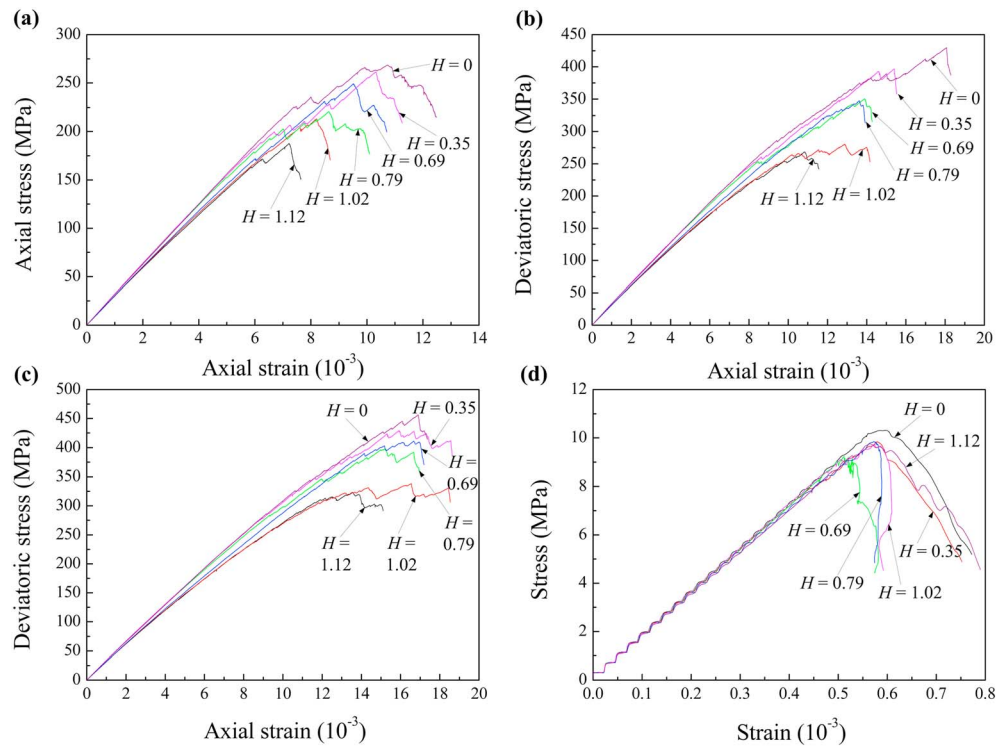 (a)
300
250
200
150
100
50
0
Axial stress (MPa)
H = 0
H = 0.35
H = 0.69
H = 0.79
H = 1.02
H = 1.12
0 2 4 6 8 10 12 14
Axial strain (10-3)
(b)
450
400
350
300
250
200
150
100
50
0
Deviatoric stress (MPa)
H = 0
H = 0.35
H = 0.69
H = 0.79
H = 1.12
H = 1.02
0 2 4 6 8 10 12 14 16 18 20
Axial strain (10-3)
(c)
500
450
400
350
300
250
200
150
100
50
0
Deviatoric stress (MPa)
H = 0
H = 0.35
H =
0.69
H =
0.79
H =
1.12
H =
1.02
0 2 4 6 8 10 12 14 16 18 20
Axial strain (10-3)
(d)
12
10
8
6
4
2
0
Stress (MPa)
H = 0
H = 1.12
H = 0.69
H = 0.35
H = 0.79
H = 1.02
0.0 0.1 0.2 0.3 0.4 0.5 0.6 0.7 0.8
Strain (10-3)